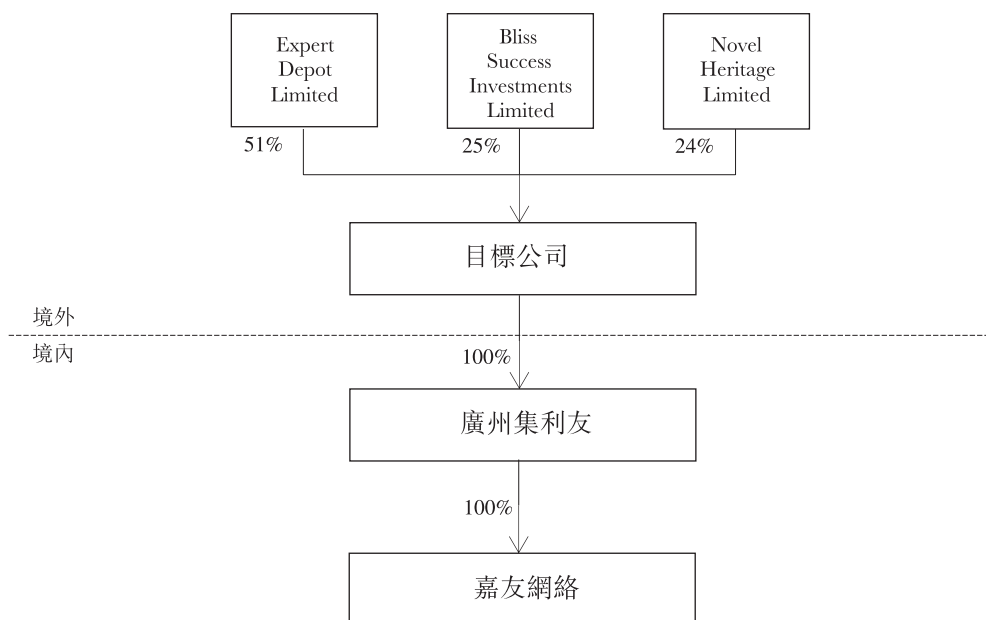 Expert
Depot
Limited
Bliss
Success
Investments
Limited
Novel
Heritage
Limited
51%
25%
24%
目標公司
境外
境內
100%
廣州集利友
100%
嘉友網絡